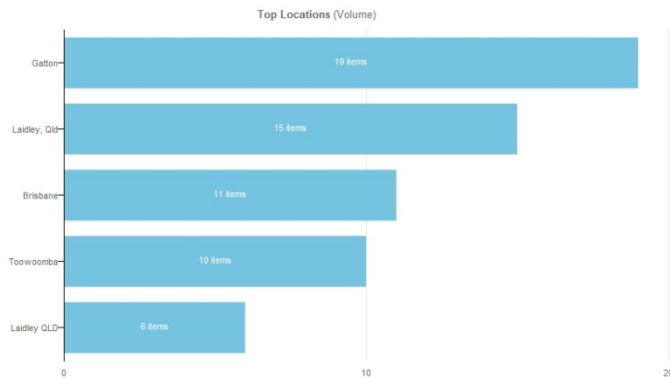 Top Locations (Volume)
Gatton
19 items
Laidley, Qld
15 items
Brisbane
11 items
Toowoomba
10 items
Laidley QLD
6 items
0
10